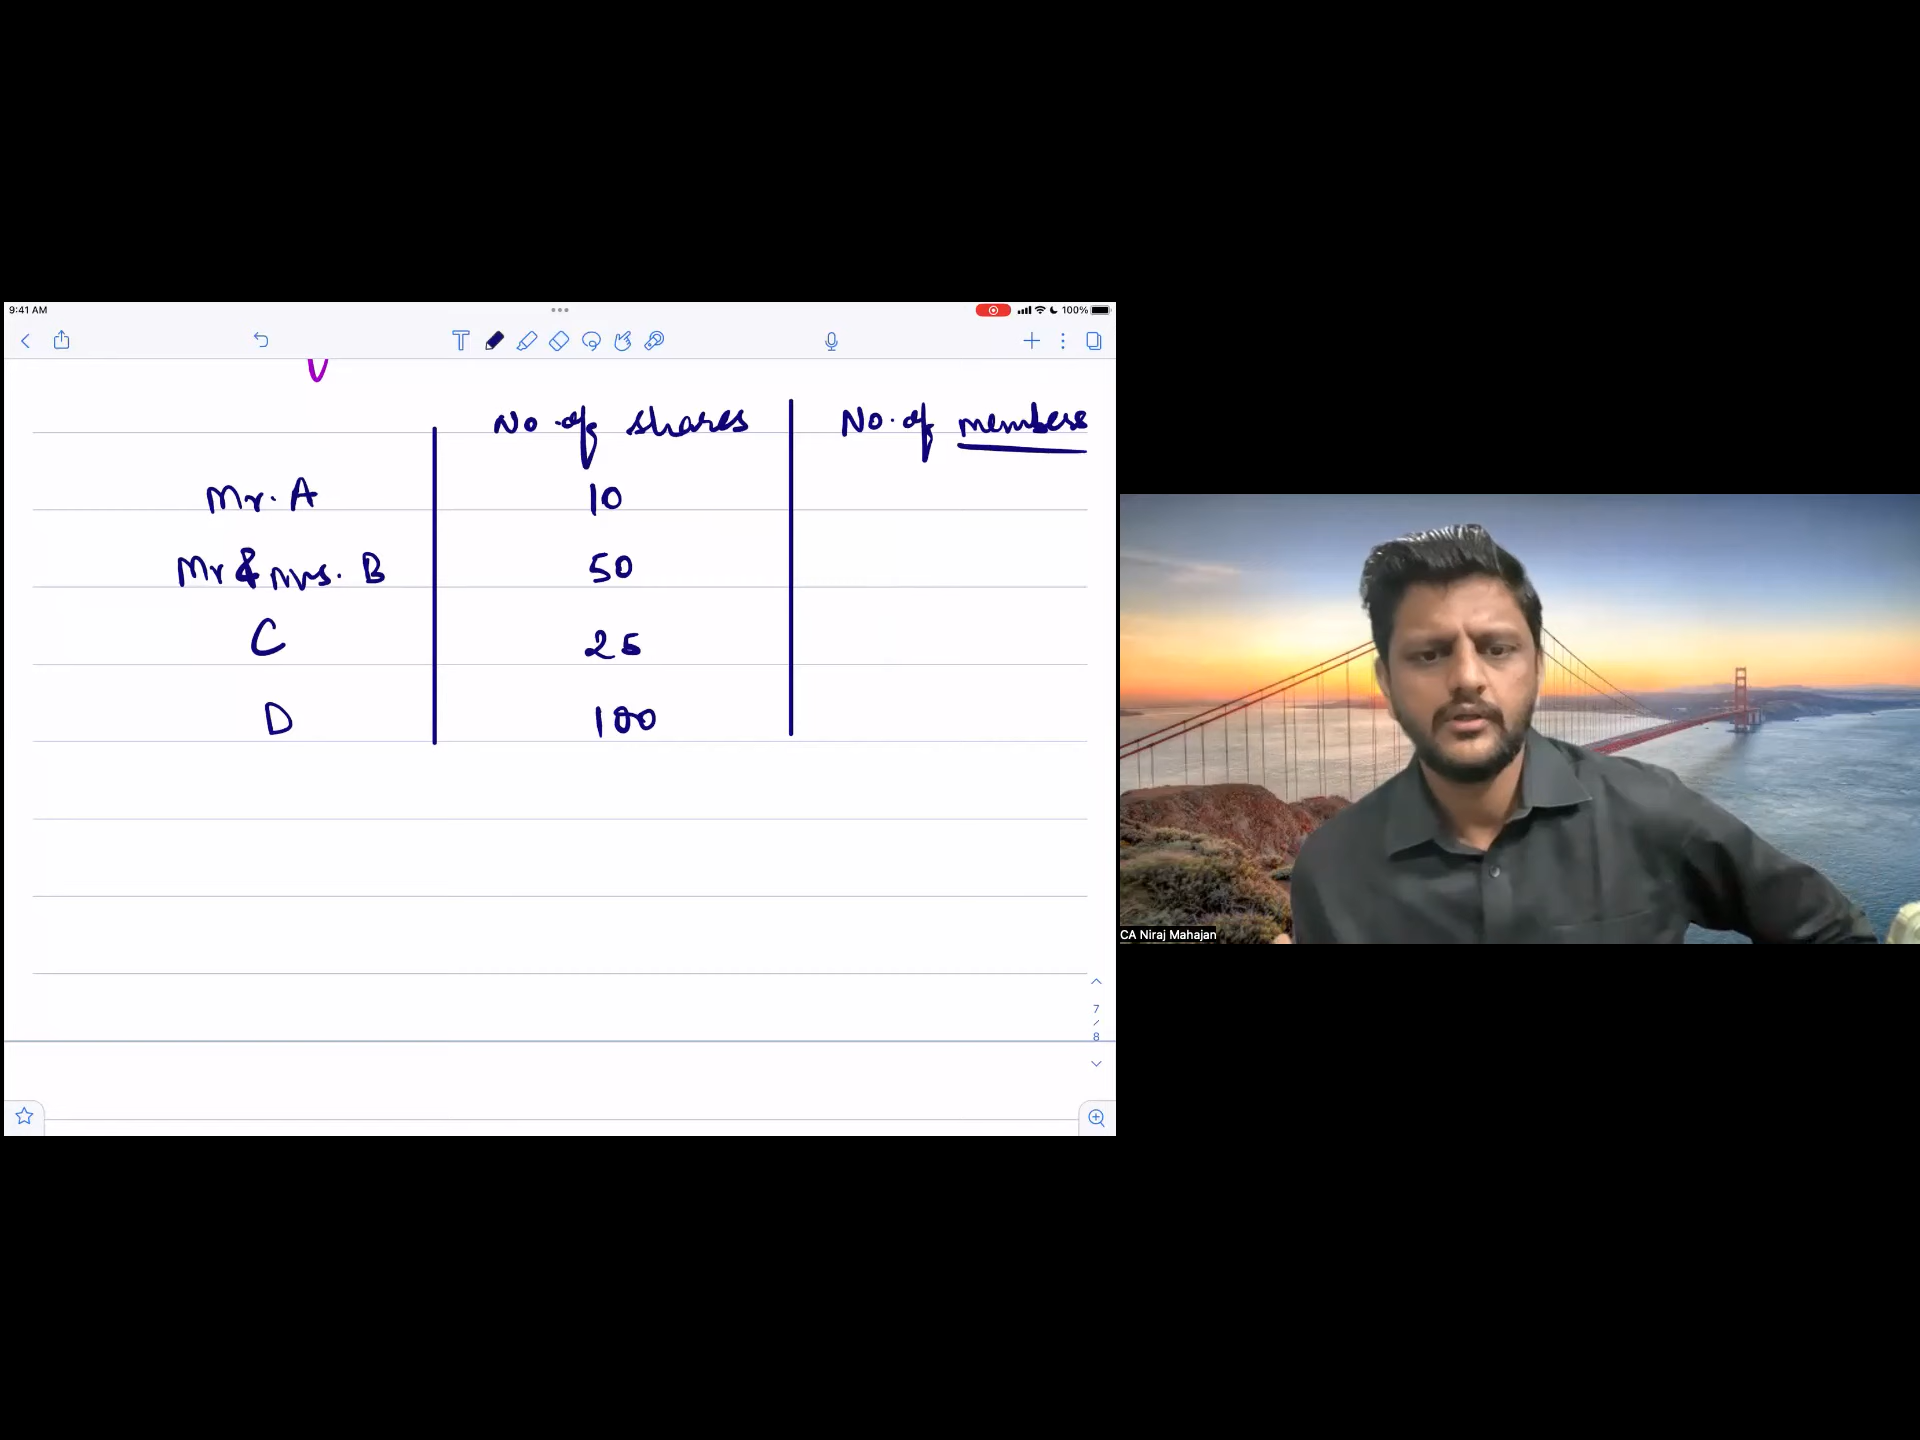 9:41 AM
100%
No. of shares No. of members
Mr. A 10
Mr & Mrs. B 50
C 25
D 100
CA Niraj Mahajan
7
/
8